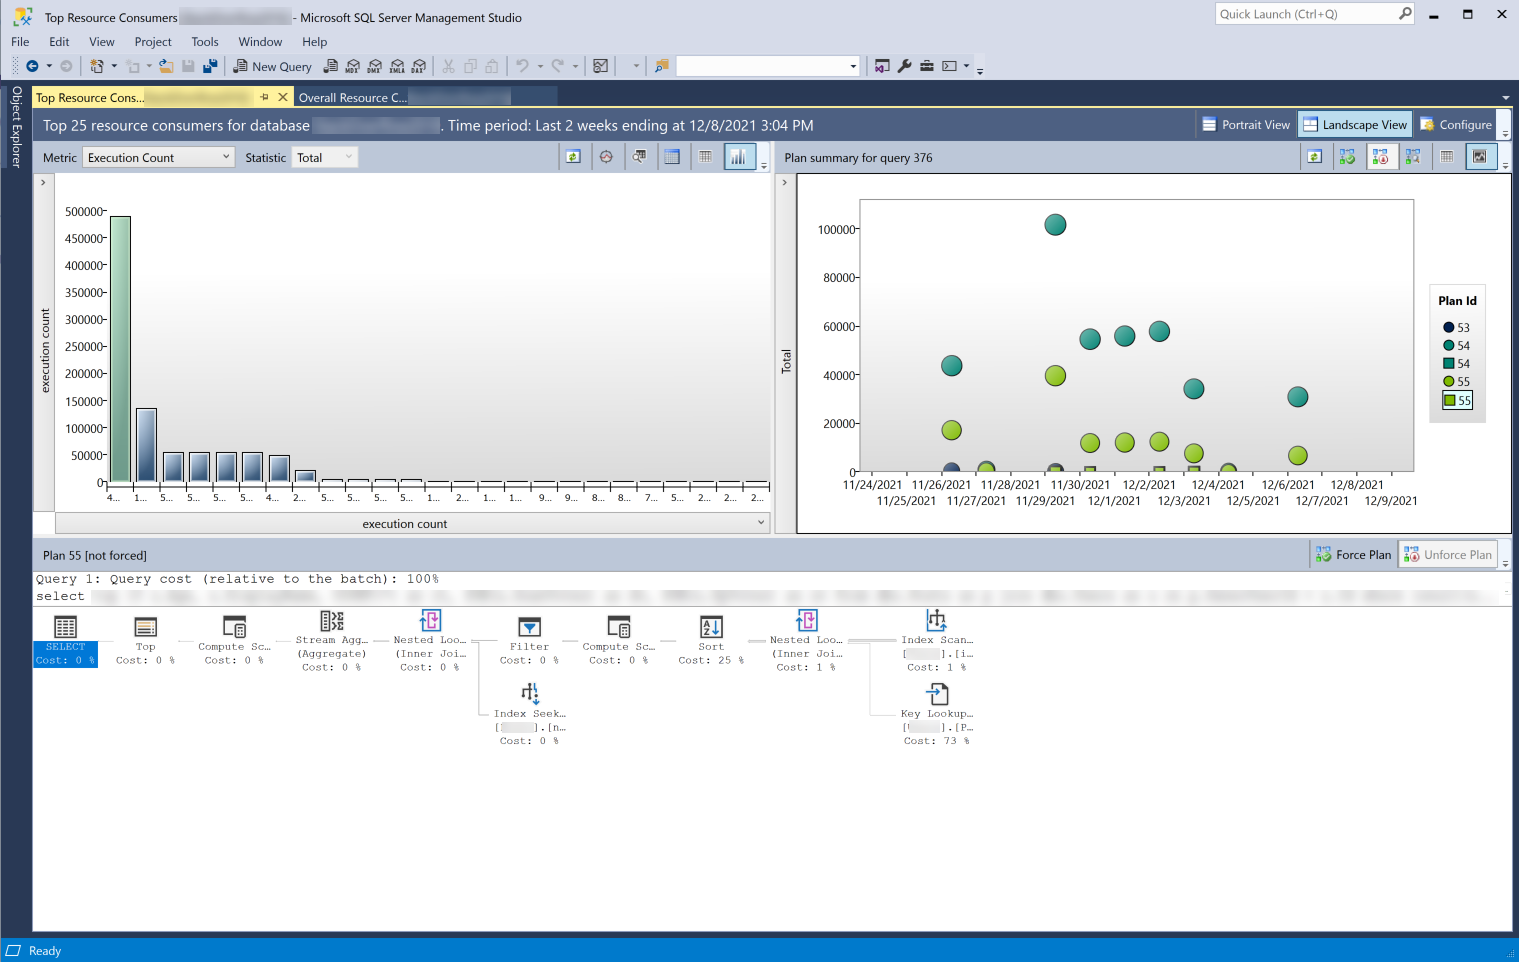 Top Resource Consumers - Microsoft SQL Server Management Studio
Quick Launch (Ctrl+Q)
File Edit View Project Tools Window Help
New Query
MDX DMX XMLA DAX
Object Explorer
Top Resource Cons...
Overall Resource C...
Top 25 resource consumers for database . Time period: Last 2 weeks ending at 12/8/2021 3:04 PM
Portrait View Landscape View Configure
Metric Execution Count Statistic Total
Plan summary for query 376
execution count
500000
450000
400000
350000
300000
250000
200000
150000
100000
50000
0
4... 1... 5... 5... 5... 5... 4... 2... 5... 5... 5... 5... 1... 2... 1... 1... 9... 9... 8... 8... 7... 5... 2... 2... 2...
execution count
Total
100000
80000
60000
40000
20000
0
11/24/2021 11/26/2021 11/28/2021 11/30/2021 12/2/2021 12/4/2021 12/6/2021 12/8/2021
11/25/2021 11/27/2021 11/29/2021 12/1/2021 12/3/2021 12/5/2021 12/7/2021 12/9/2021
Plan Id
53
54
54
55
55
Plan 55 [not forced]
Force Plan Unforce Plan
Query 1: Query cost (relative to the batch): 100%
select
SELECT
Cost: 0 %
Top
Cost: 0 %
Compute Sc...
Cost: 0 %
Stream Agg...
(Aggregate)
Cost: 0 %
Nested Loo...
(Inner Joi...
Cost: 0 %
Filter
Cost: 0 %
Compute Sc...
Cost: 0 %
Sort
Cost: 25 %
Nested Loo...
(Inner Joi...
Cost: 1 %
Index Scan...
[ ].[i...
Cost: 1 %
Index Seek...
[ ].[n...
Cost: 0 %
Key Lookup...
[ ].[P...
Cost: 73 %
Ready